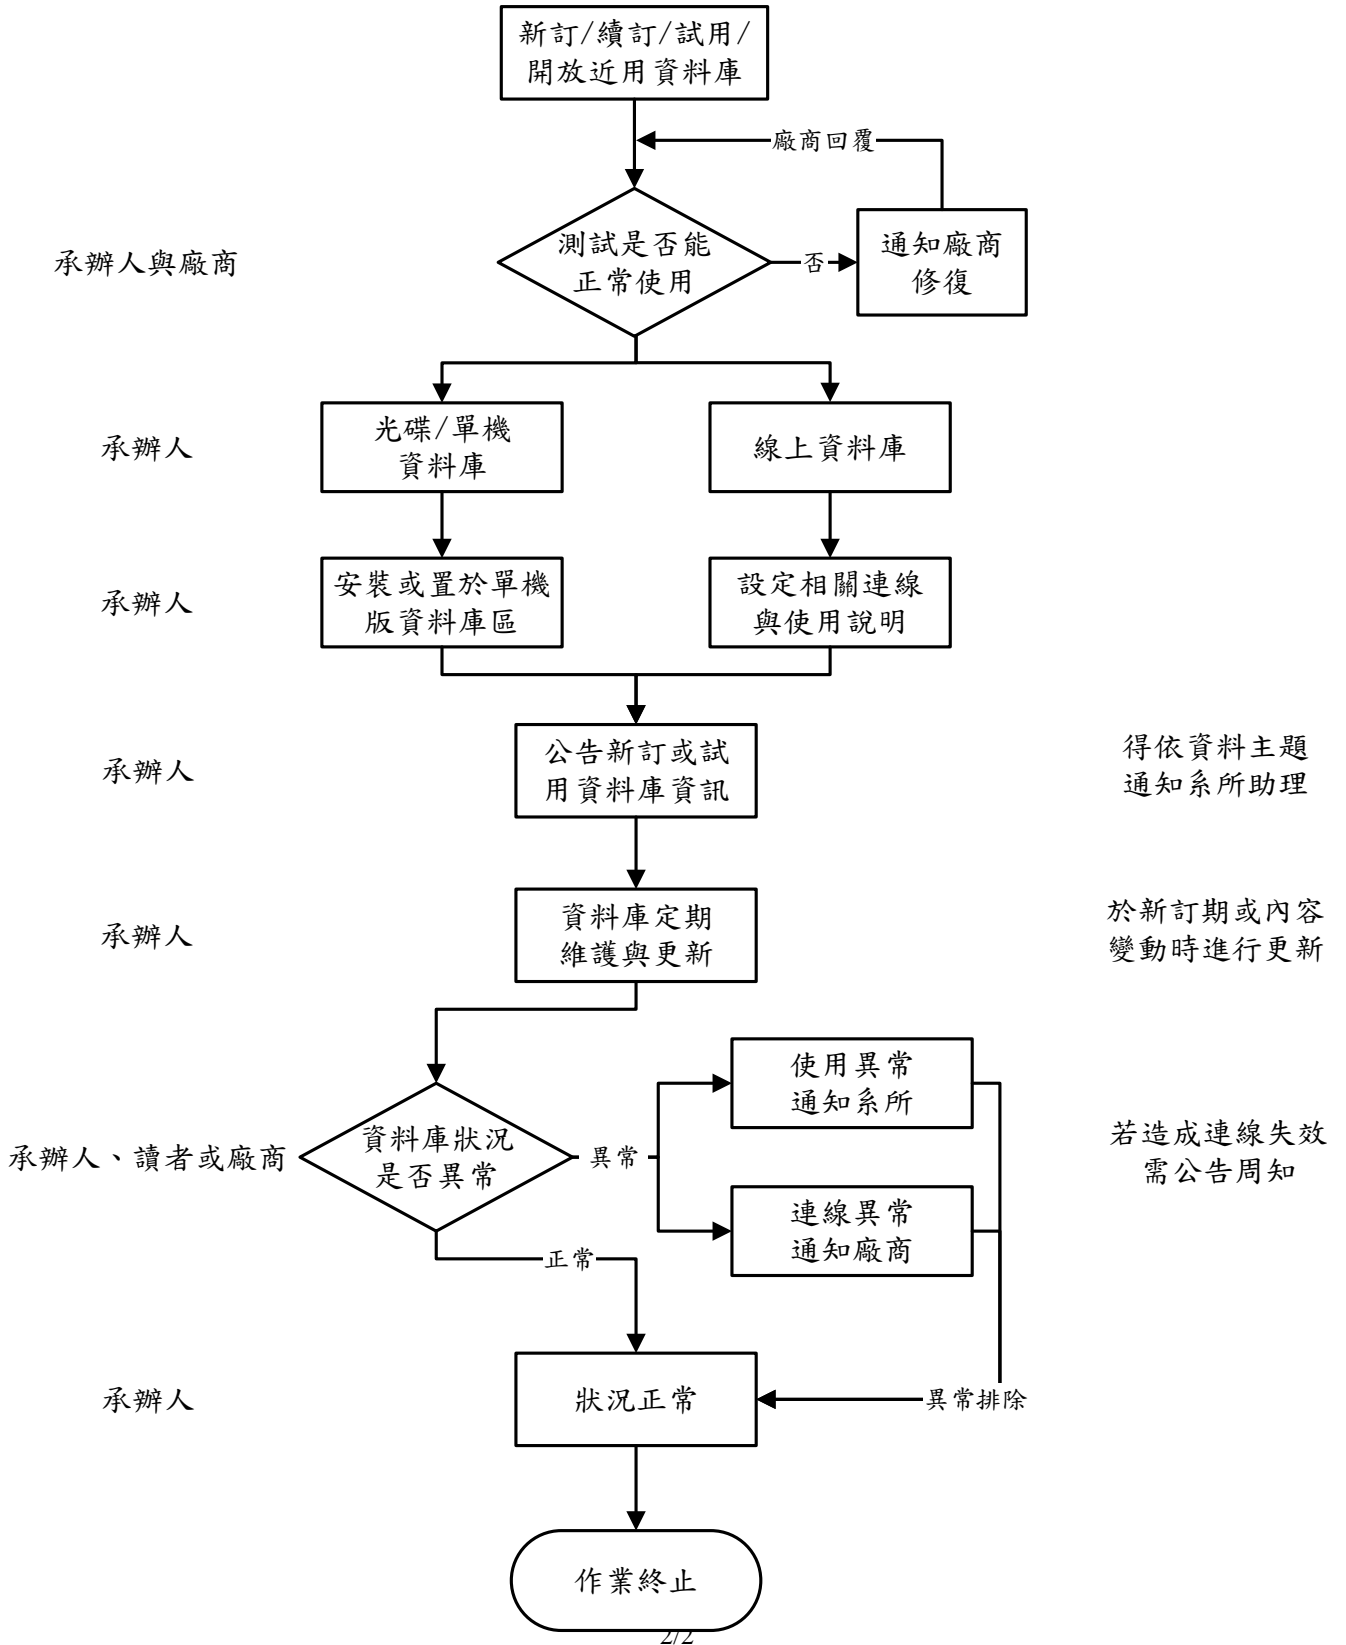 新訂/續訂/試用/
開放近用資料庫
廠商回覆
承辦人與廠商
測試是否能
正常使用
否
通知廠商
修復
承辦人
光碟/單機
資料庫
線上資料庫
承辦人
安裝或置於單機
版資料庫區
設定相關連線
與使用說明
承辦人
公告新訂或試
用資料庫資訊
得依資料主題
通知系所助理
承辦人
資料庫定期
維護與更新
於新訂期或內容
變動時進行更新
承辦人、讀者或廠商
資料庫狀況
是否異常
異常
使用異常
通知系所
連線異常
通知廠商
若造成連線失效
需公告周知
正常
承辦人
狀況正常
異常排除
作業終止
2/2